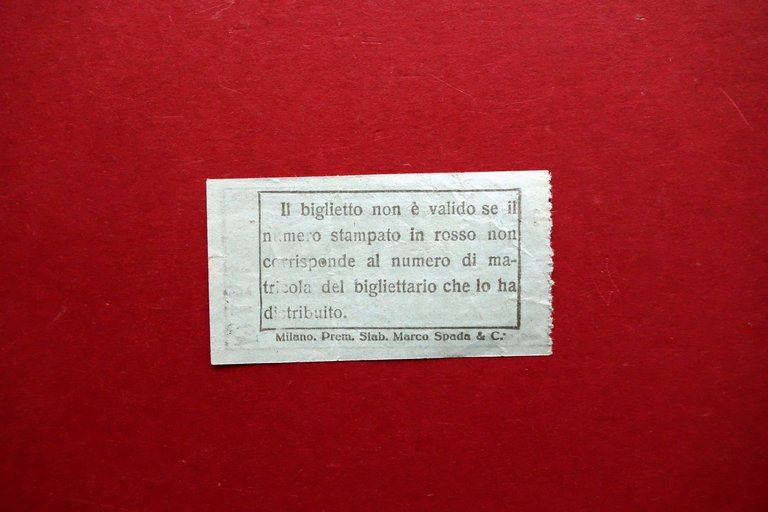 Il biglietto non è valido se il
numero stampato in rosso non
corrisponde al numero di ma-
tricola del bigliettario che lo ha
distribuito.
Milano. Prem. Stab. Marco Spada & C.